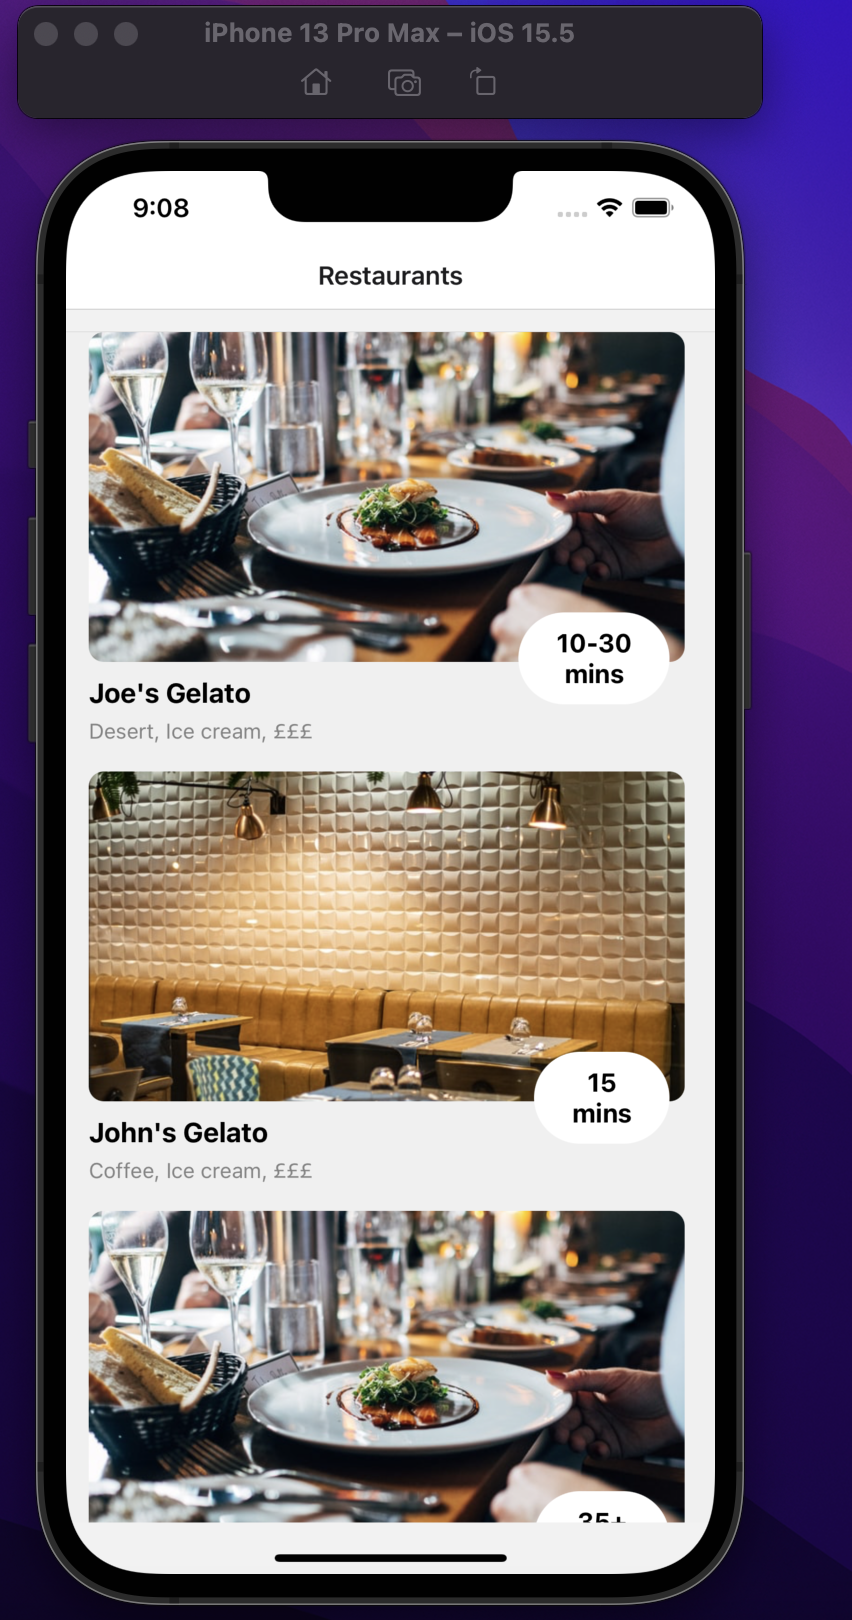 iPhone 13 Pro Max – iOS 15.5
9:08
Restaurants
10-30
mins
Joe's Gelato
Desert, Ice cream, £££
15
mins
John's Gelato
Coffee, Ice cream, £££
35+